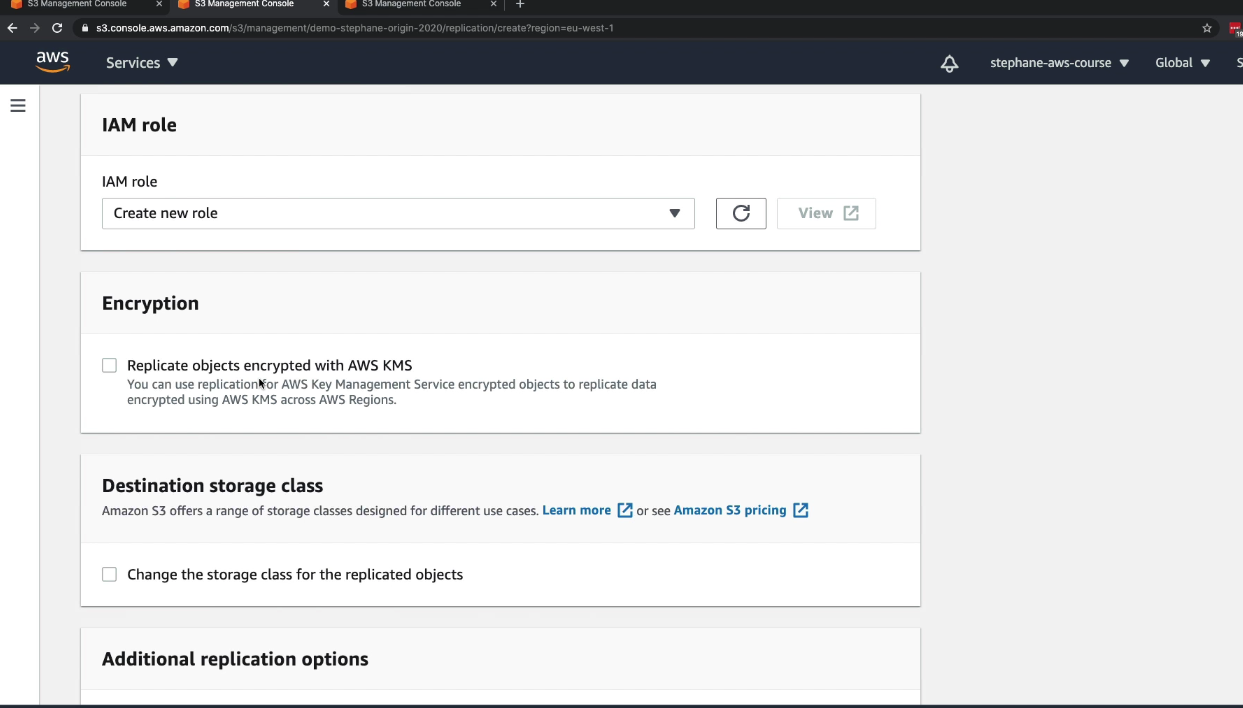 S3 Management Console × S3 Management Console × S3 Management Console × +
s3.console.aws.amazon.com/s3/management/demo-stephane-origin-2020/replication/create?region=eu-west-1
aws Services ▼ stephane-aws-course ▼ Global ▼ S
IAM role
IAM role
Create new role ▼ View
Encryption
Replicate objects encrypted with AWS KMS
You can use replication for AWS Key Management Service encrypted objects to replicate data
encrypted using AWS KMS across AWS Regions.
Destination storage class
Amazon S3 offers a range of storage classes designed for different use cases. Learn more or see Amazon S3 pricing
Change the storage class for the replicated objects
Additional replication options